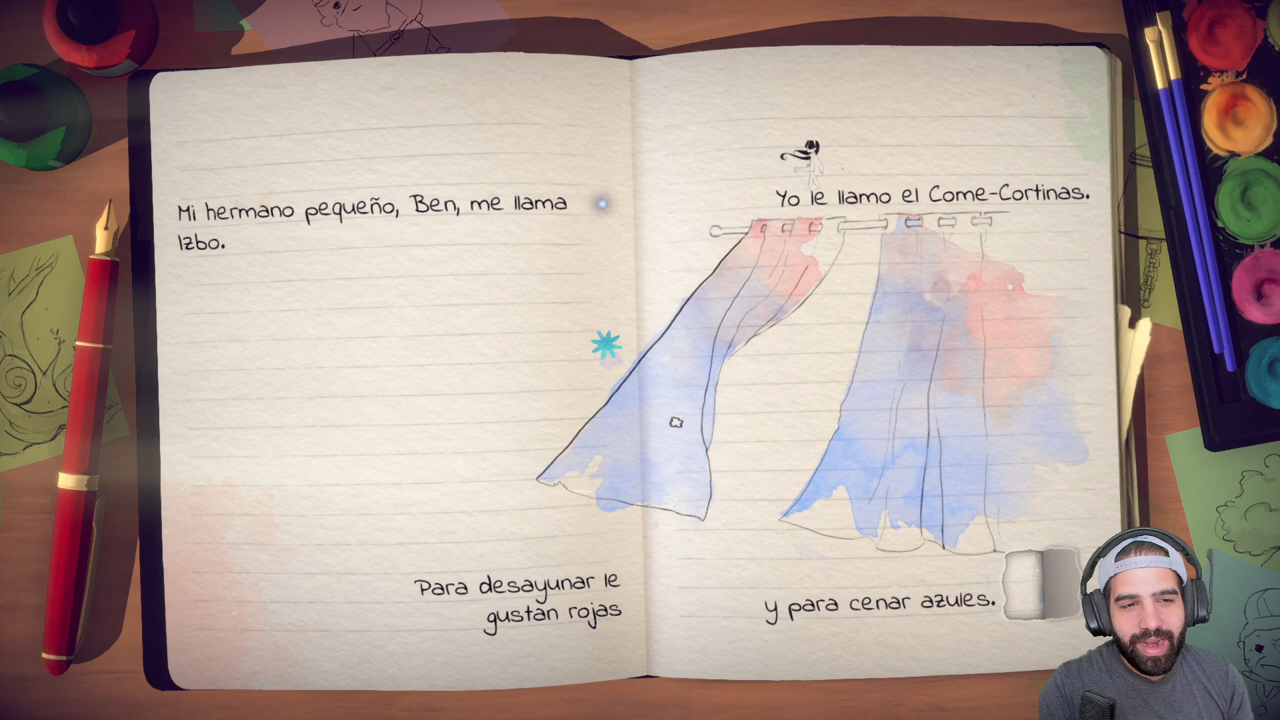 Mi hermano pequeño, Ben, me llama
Izbo.
Yo le llamo el Come-Cortinas.
Para desayunar le
gustan rojas
y para cenar azules.